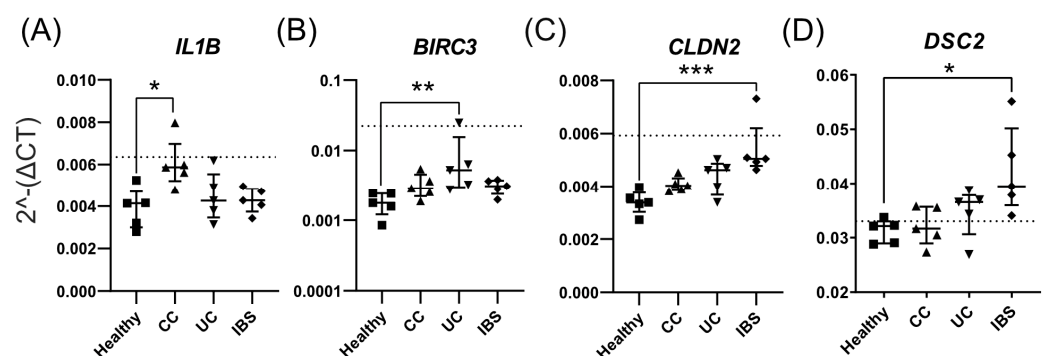 (A) IL1B
(B) BIRC3
(C) CLDN2
(D) DSC2
2^-(ΔCT)
0.010
0.008
0.006
0.004
0.002
0.000
*
Healthy
CC
UC
IBS
0.1
0.01
0.001
0.0001
**
Healthy
CC
UC
IBS
0.008
0.006
0.004
0.002
0.000
***
Healthy
CC
UC
IBS
0.06
0.05
0.04
0.03
0.02
*
Healthy
CC
UC
IBS